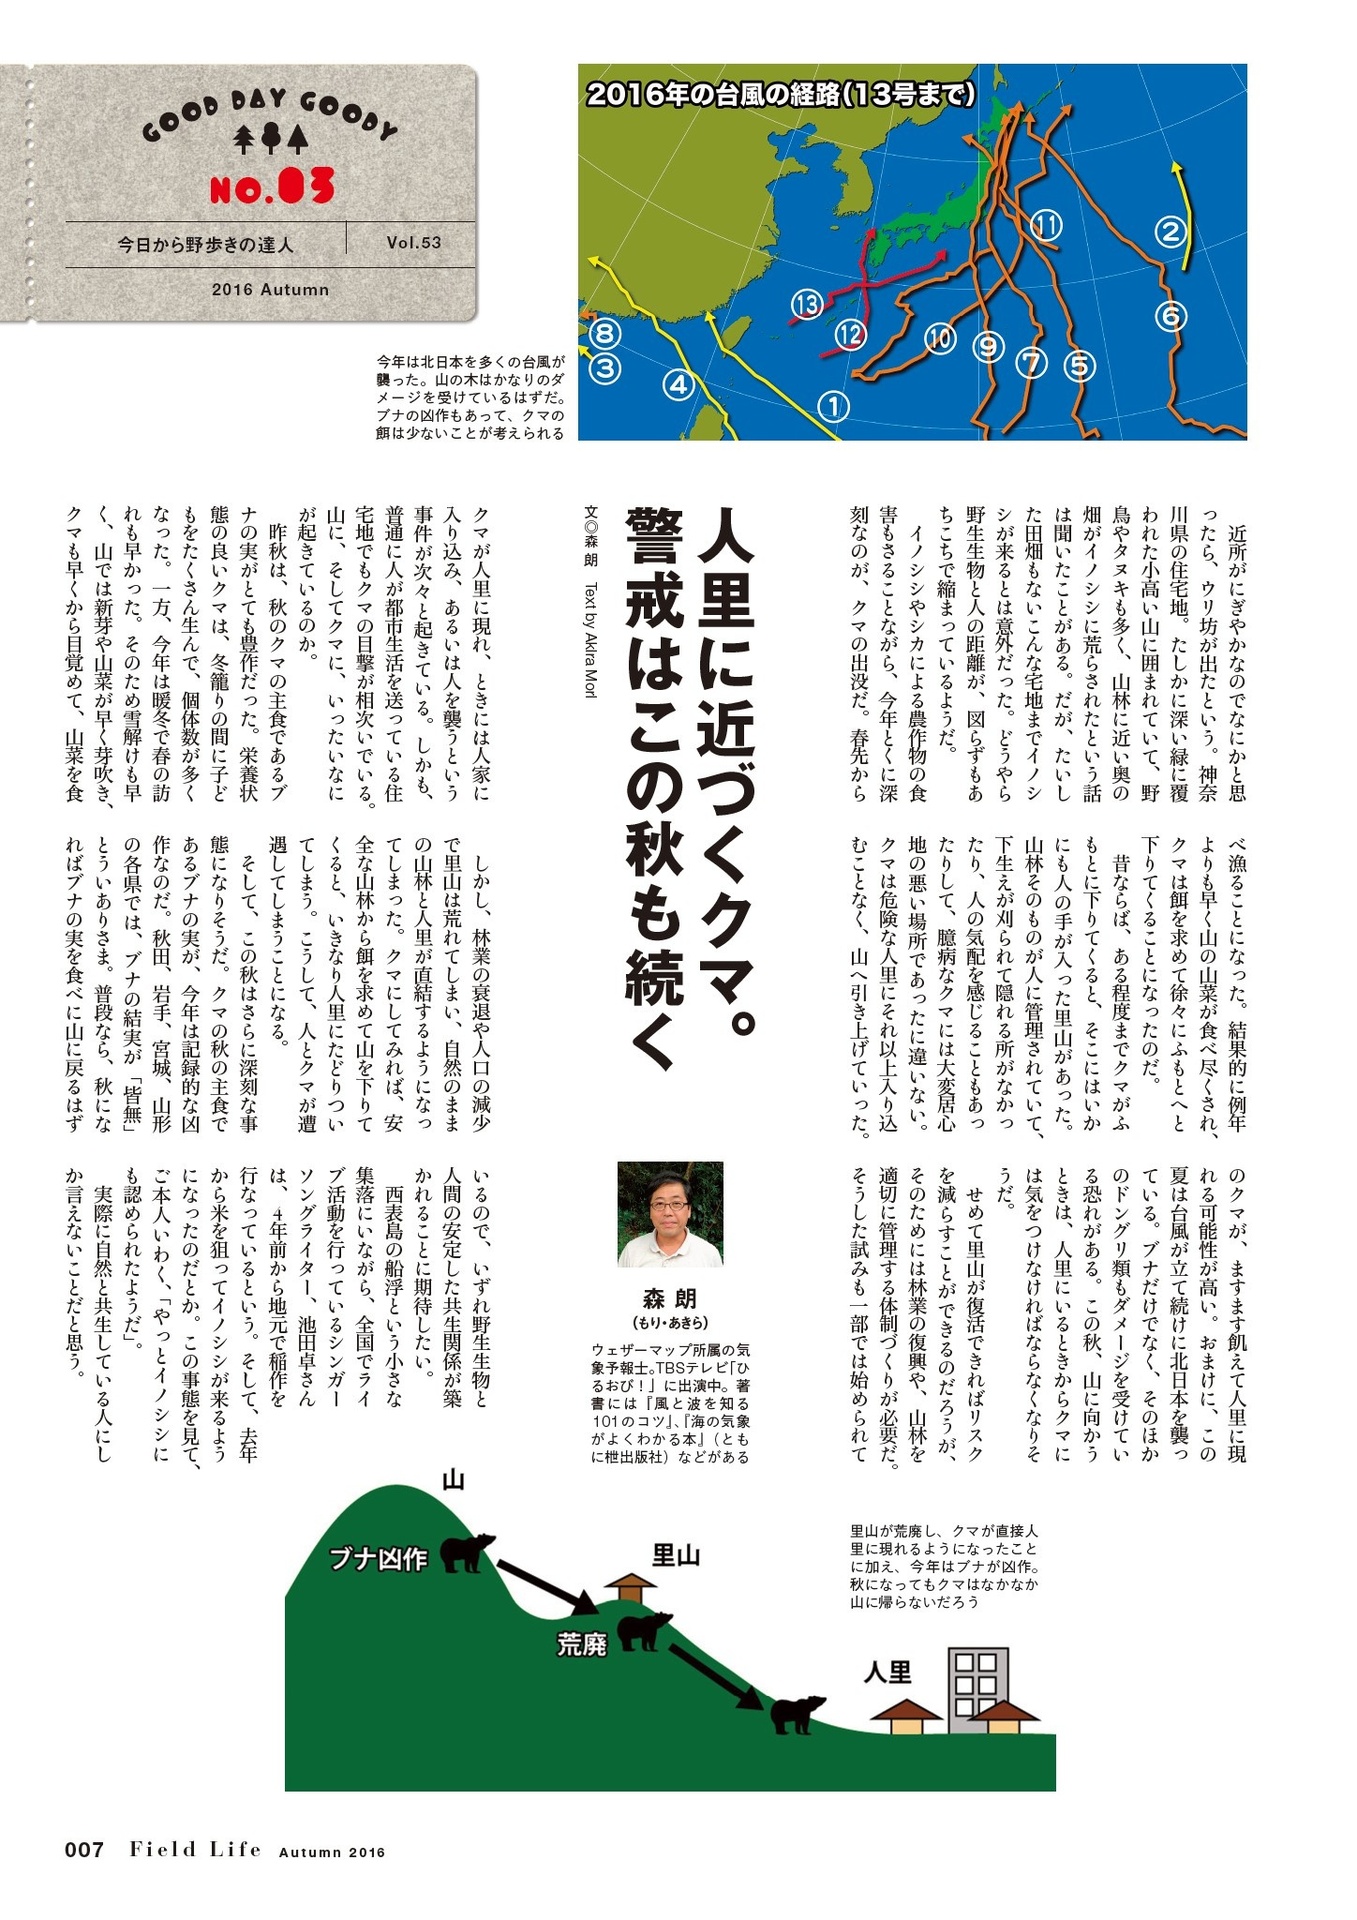 GOOD DAY GOODY
NO.03
今日から野歩きの達人
Vol.53
2016 Autumn
2016年の台風の経路(13号まで)
⑪
②
⑬
⑫
⑥
⑧
⑩
⑨
⑦
⑤
③
④
①
今年は北日本を多くの台風が
襲った。山の木はかなりのダ
メージを受けているはずだ。
ブナの凶作もあって、クマの
餌は少ないことが考えられる
人里に近づくクマ。
警戒はこの秋も続く
文◎森 朗 Text by Akira Mori
近所がにぎやかなのでなにかと思
ったら、ウリ坊が出たという。神奈
川県の住宅地。たしかに深い緑に覆
われた小高い山に囲まれていて、野
鳥やタヌキも多く、山林に近い奥の
畑がイノシシに荒らされたという話
は聞いたことがある。だが、たいし
た田畑もないこんな宅地までイノシ
シが来るとは意外だった。どうやら
野生生物と人の距離が、図らずもあ
ちこちで縮まっているようだ。
イノシシやシカによる農作物の食
害もさることながら、今年とくに深
刻なのが、クマの出没だ。春先から
クマが人里に現れ、ときには人家に
入り込み、あるいは人を襲うという
事件が次々と起きている。しかも、
普通に人が都市生活を送っている住
宅地でもクマの目撃が相次いでいる。
山に、そしてクマに、いったいなに
が起きているのか。
昨秋は、秋のクマの主食であるブ
ナの実がとても豊作だった。栄養状
態の良いクマは、冬籠りの間に子ど
もをたくさん生んで、個体数が多く
なった。一方、今年は暖冬で春の訪
れも早かった。そのため雪解けも早
く、山では新芽や山菜が早く芽吹き、
クマも早くから目覚めて、山菜を食
べ漁ることになった。結果的に例年
よりも早く山の山菜が食べ尽くされ、
クマは餌を求めて徐々にふもとへと
下りてくることになったのだ。
昔ならば、ある程度までクマがふ
もとに下りてくると、そこにはいか
にも人の手が入った里山があった。
山林そのものが人に管理されていて、
下生えが刈られて隠れる所がなかっ
たり、人の気配を感じることもあっ
たりして、臆病なクマには大変居心
地の悪い場所であったに違いない。
クマは危険な人里にそれ以上入り込
むことなく、山へ引き上げていった。
しかし、林業の衰退や人口の減少
で里山は荒れてしまい、自然のまま
の山林と人里が直結するようになっ
てしまった。クマにしてみれば、安
全な山林から餌を求めて山を下りて
くると、いきなり人里にたどりつい
てしまう。こうして、人とクマが遭
遇してしまうことになる。
そして、この秋はさらに深刻な事
態になりそうだ。クマの秋の主食で
あるブナの実が、今年は記録的な凶
作なのだ。秋田、岩手、宮城、山形
の各県では、ブナの結実が「皆無」
とういありさま。普段なら、秋にな
ればブナの実を食べに山に戻るはず
のクマが、ますます飢えて人里に現
れる可能性が高い。おまけに、この
夏は台風が立て続けに北日本を襲っ
ている。ブナだけでなく、そのほか
のドングリ類もダメージを受けてい
る恐れがある。この秋、山に向かう
ときは、人里にいるときからクマに
は気をつけなければならなくなりそ
うだ。
せめて里山が復活できればリスク
を減らすことができるのだろうが、
そのためには林業の復興や、山林を
適切に管理する体制づくりが必要だ。
そうした試みも一部では始められて
いるので、いずれ野生生物と
人間の安定した共生関係が築
かれることに期待したい。
西表島の船浮という小さな
集落にいながら、全国でライ
ブ活動を行っているシンガー
ソングライター、池田卓さん
は、4年前から地元で稲作を
行なっているという。そして、去年
から米を狙ってイノシシが来るよう
になったのだとか。この事態を見て、
ご本人いわく、「やっとイノシシに
も認められたようだ」。
実際に自然と共生している人にし
か言えないことだと思う。
森 朗
(もり・あきら)
ウェザーマップ所属の気
象予報士。TBSテレビ「ひ
るおび!」に出演中。著
書には『風と波を知る
101のコツ』、『海の気象
がよくわかる本』(とも
に枻出版社)などがある
里山が荒廃し、クマが直接人
里に現れるようになったこと
に加え、今年はブナが凶作。
秋になってもクマはなかなか
山に帰らないだろう
山
ブナ凶作
里山
荒廃
人里
007 Field Life Autumn 2016